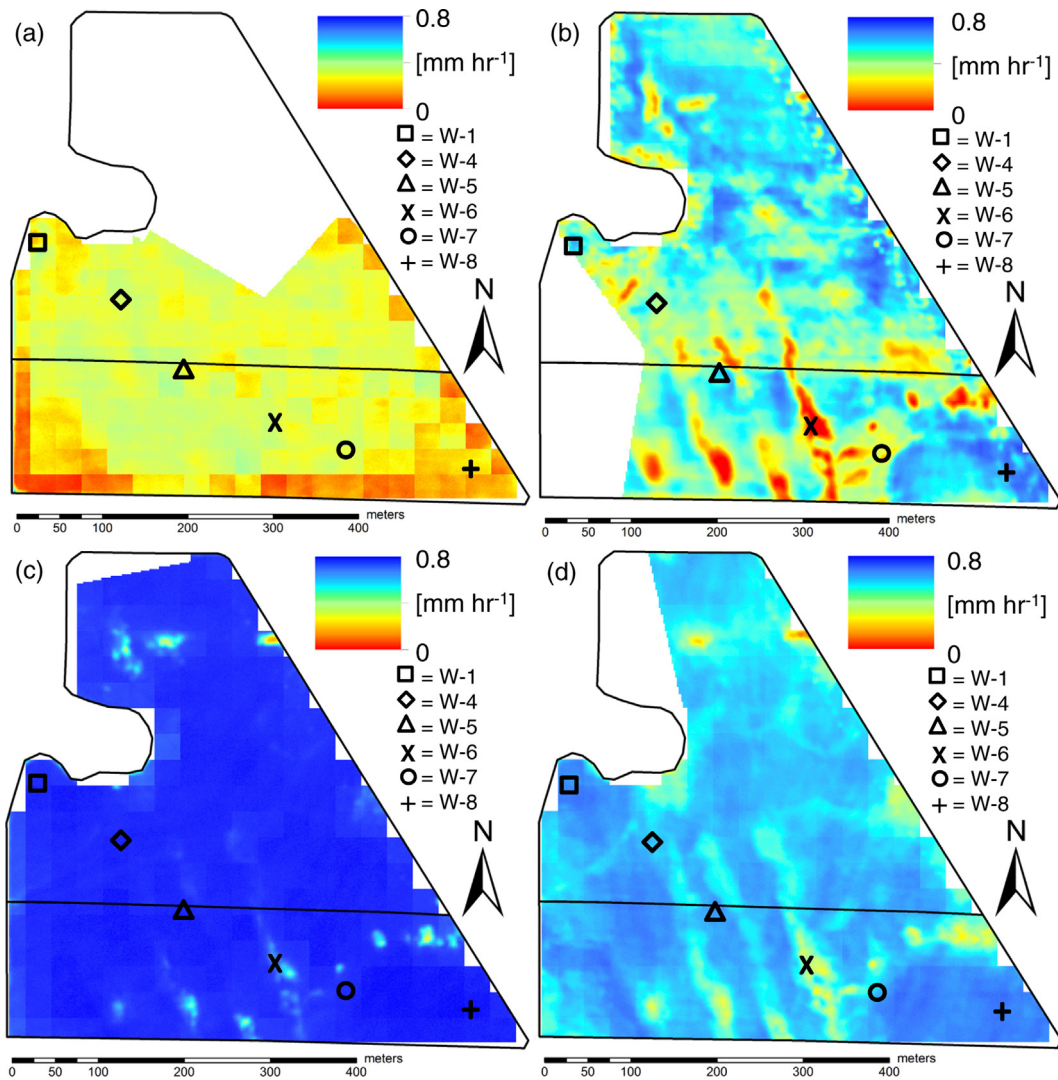 (a)
0.8
[mm hr⁻¹]
0
□ = W-1
◇ = W-4
△ = W-5
X = W-6
○ = W-7
+ = W-8
N
meters
0 50 100 200 300 400
(b)
0.8
[mm hr⁻¹]
0
□ = W-1
◇ = W-4
△ = W-5
X = W-6
○ = W-7
+ = W-8
N
meters
0 50 100 200 300 400
(c)
0.8
[mm hr⁻¹]
0
□ = W-1
◇ = W-4
△ = W-5
X = W-6
○ = W-7
+ = W-8
N
meters
0 50 100 200 300 400
(d)
0.8
[mm hr⁻¹]
0
□ = W-1
◇ = W-4
△ = W-5
X = W-6
○ = W-7
+ = W-8
N
meters
0 50 100 200 300 400